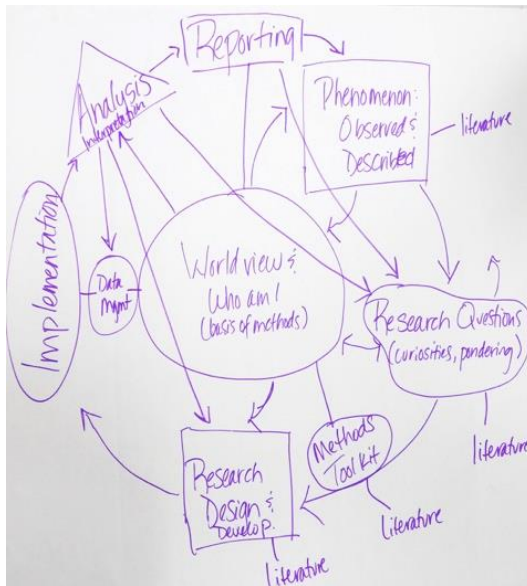 Reporting
Analysis
Interpretation
Phenomenon:
Observed &
Described
literature
Implementation
Data
Mgmt
World view &
Who am I
(basis of methods)
Research Questions
(curiosities, pondering)
literature
Methods
Tool Kit
literature
Research
Design &
Develop.
literature